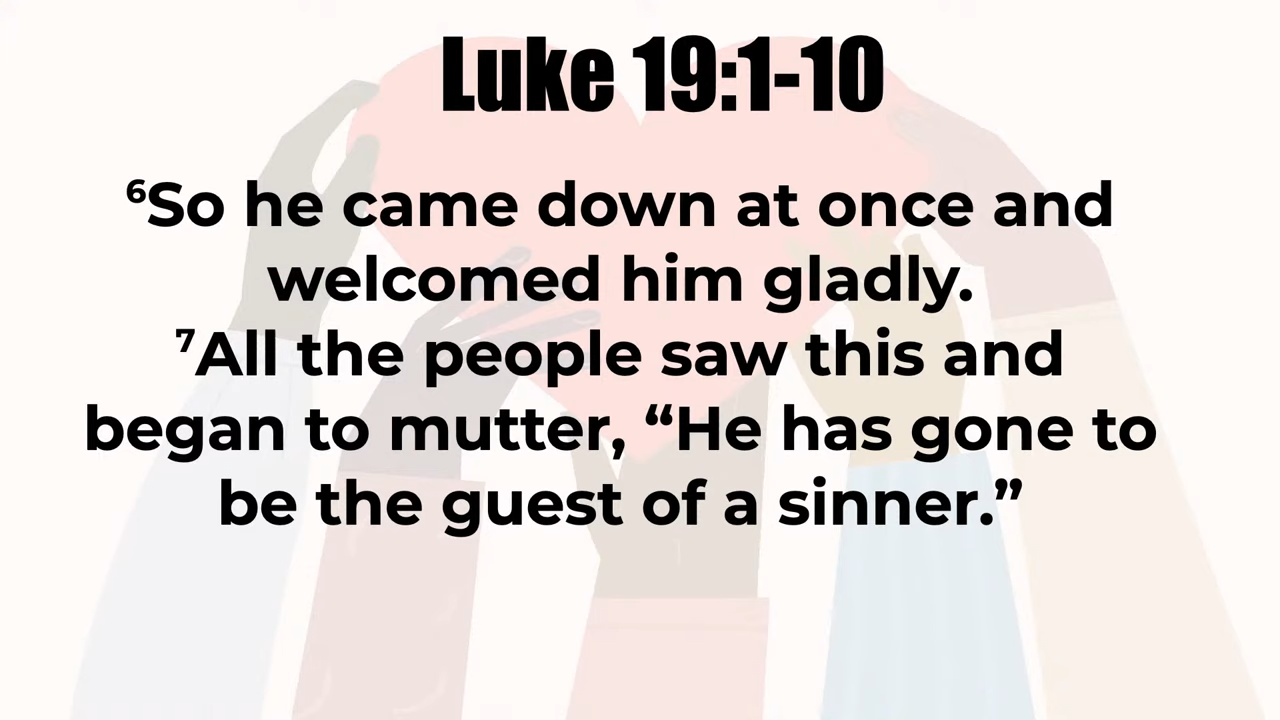 Luke 19:1-10
⁶So he came down at once and
welcomed him gladly.
⁷All the people saw this and
began to mutter, “He has gone to
be the guest of a sinner.”